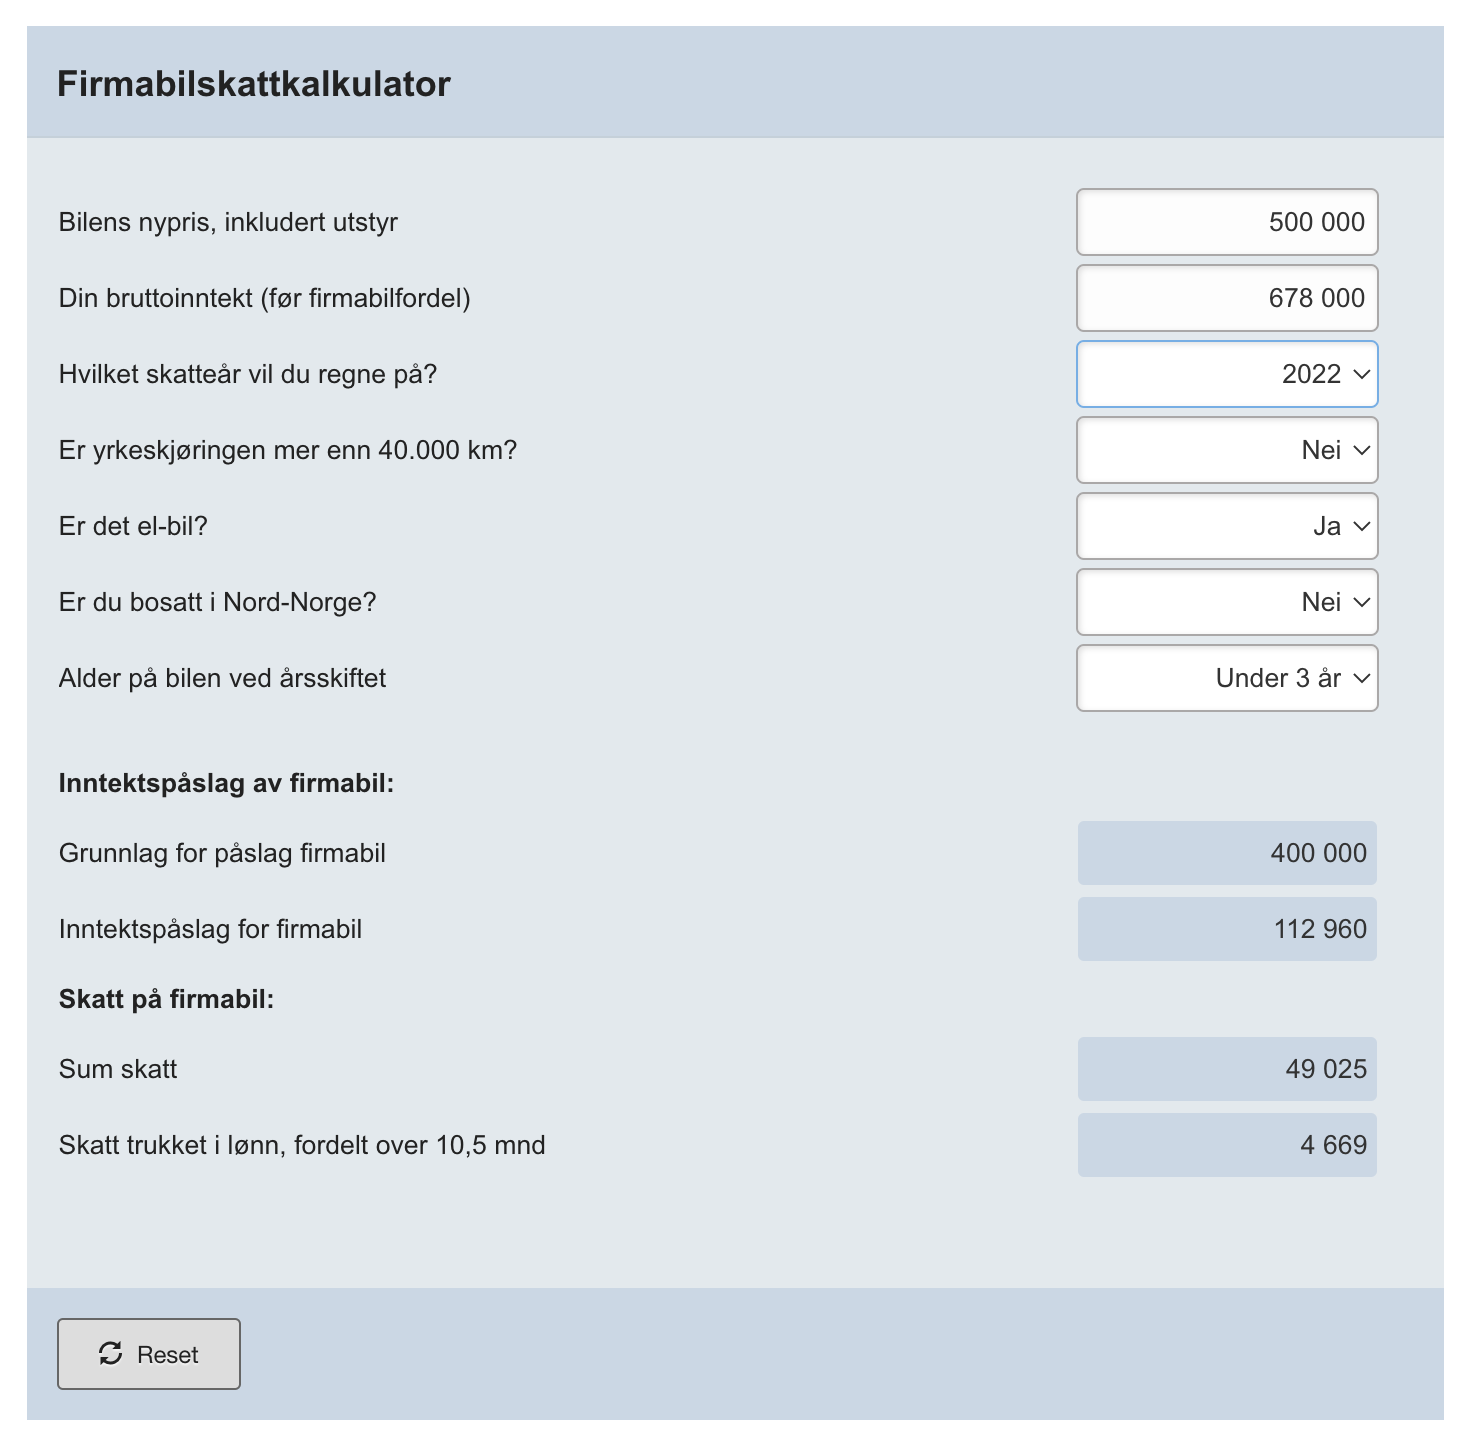 Firmabilskattkalkulator
Bilens nypris, inkludert utstyr 500 000
Din bruttoinntekt (før firmabilfordel) 678 000
Hvilket skatteår vil du regne på? 2022
Er yrkeskjøringen mer enn 40.000 km? Nei
Er det el-bil? Ja
Er du bosatt i Nord-Norge? Nei
Alder på bilen ved årsskiftet Under 3 år
Inntektspåslag av firmabil:
Grunnlag for påslag firmabil 400 000
Inntektspåslag for firmabil 112 960
Skatt på firmabil:
Sum skatt 49 025
Skatt trukket i lønn, fordelt over 10,5 mnd 4 669
Reset